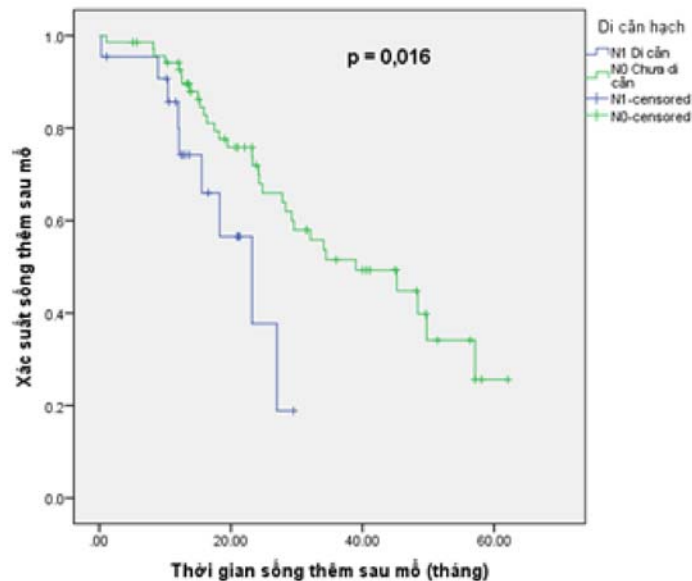 p = 0,016
Di căn hạch
N1 Di căn
N0 Chưa di
căn
N1-censored
N0-censored
Xác suất sống thêm sau mổ
1.0
0.8
0.6
0.4
0.2
0.0
.00
20.00
40.00
60.00
Thời gian sống thêm sau mổ (tháng)